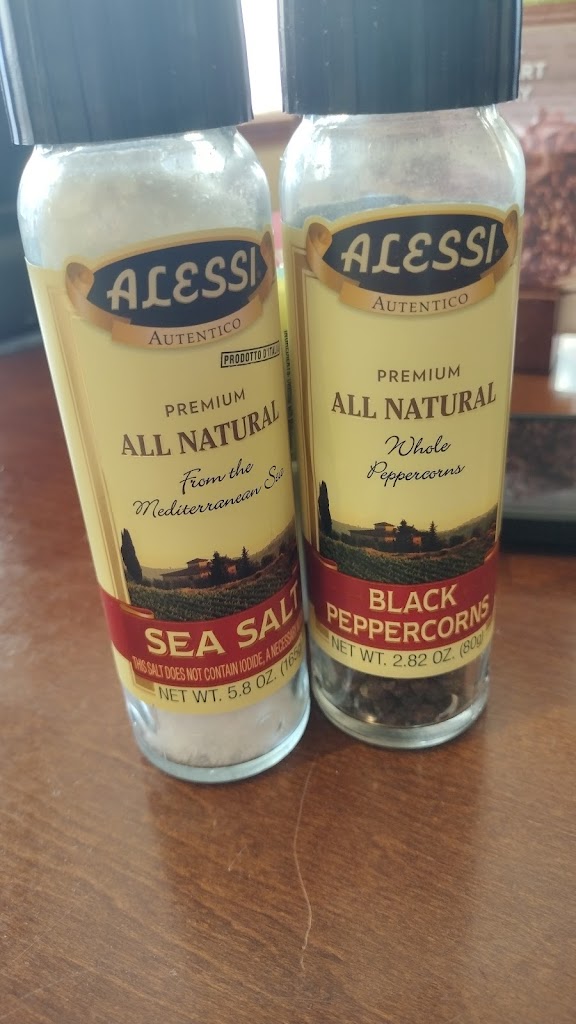 ALESSI
AUTENTICO
PRODOTTO D'ITALIA
PREMIUM
ALL NATURAL
From the
Mediterranean Sea
SEA SALT
THIS SALT DOES NOT CONTAIN IODIDE, A NECESSARY
NET WT. 5.8 OZ. (165g)
ALESSI
AUTENTICO
PREMIUM
ALL NATURAL
Whole
Peppercorns
BLACK
PEPPERCORNS
NET WT. 2.82 OZ. (80g)